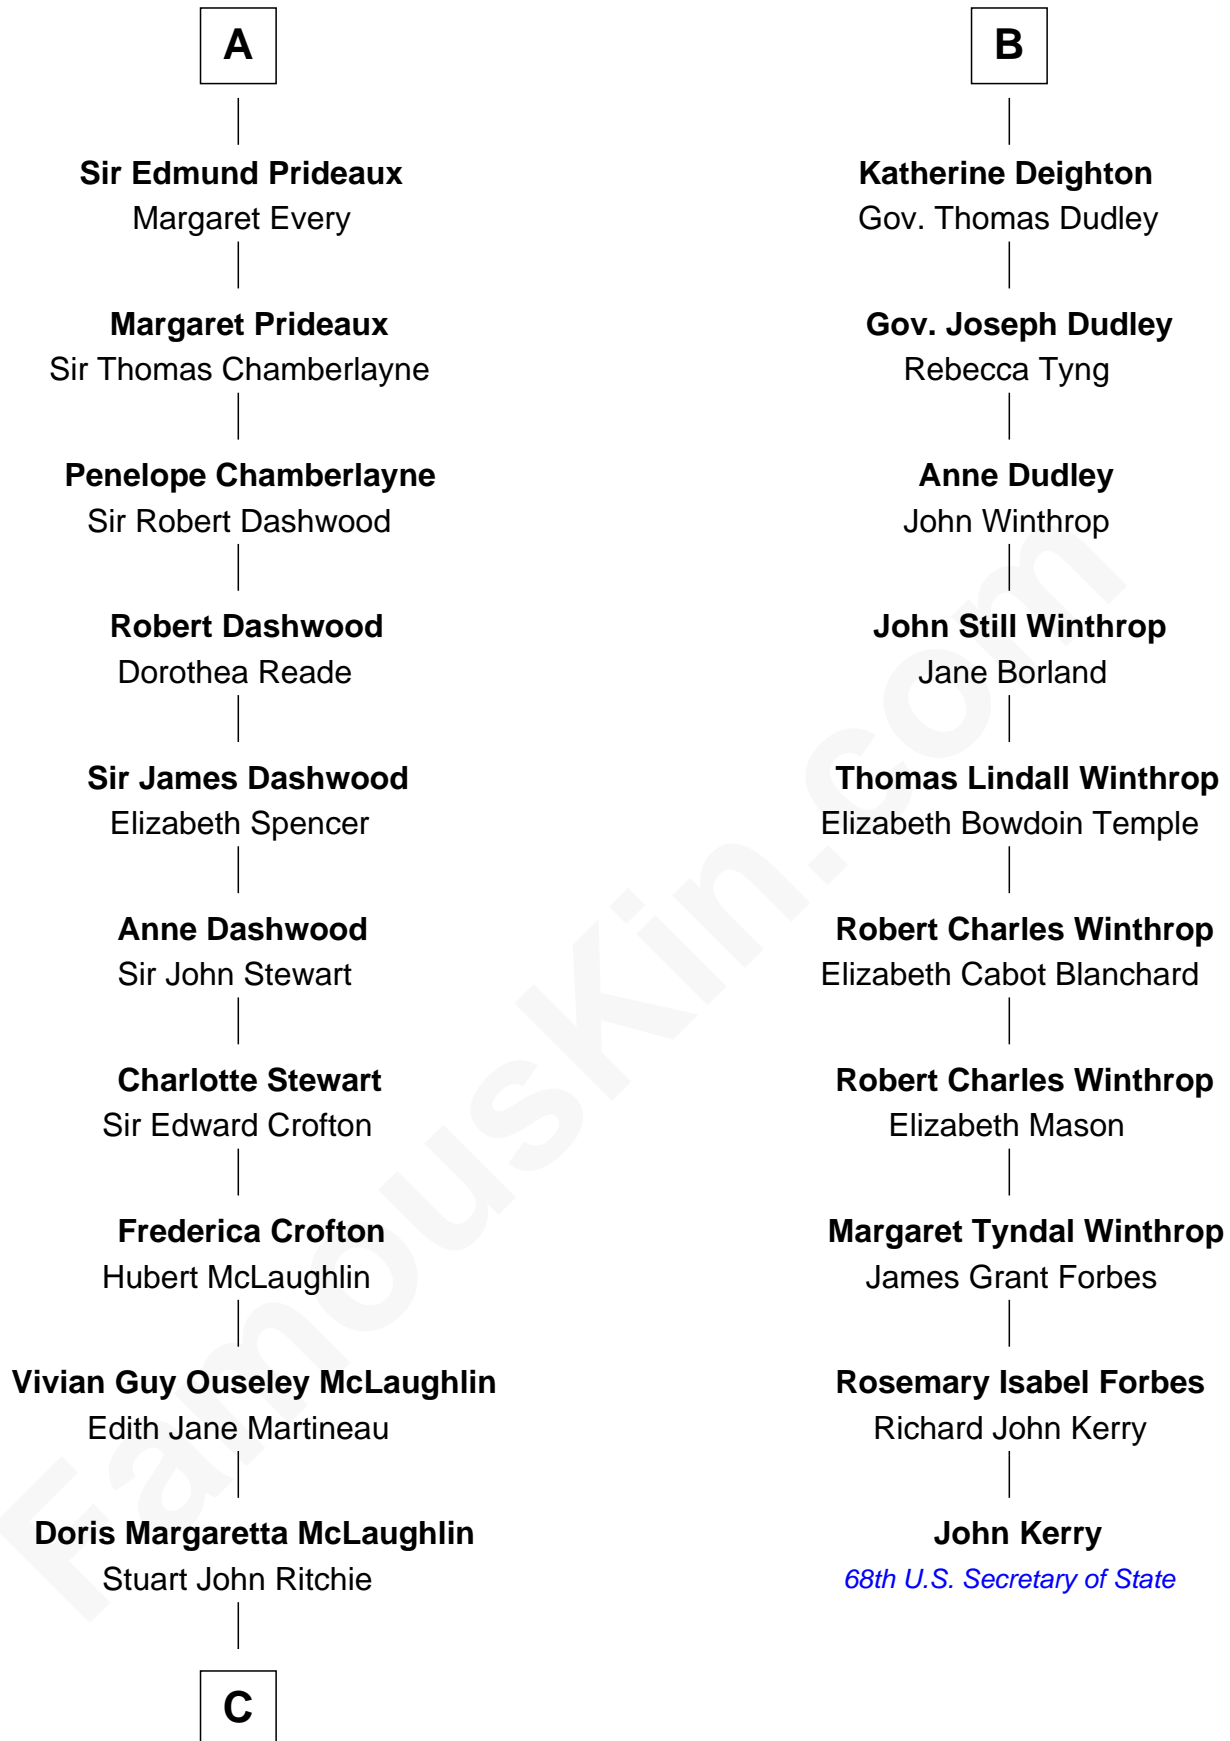 A
Sir Edmund Prideaux
Margaret Every
Margaret Prideaux
Sir Thomas Chamberlayne
Penelope Chamberlayne
Sir Robert Dashwood
Robert Dashwood
Dorothea Reade
Sir James Dashwood
Elizabeth Spencer
Anne Dashwood
Sir John Stewart
Charlotte Stewart
Sir Edward Crofton
Frederica Crofton
Hubert McLaughlin
Vivian Guy Ouseley McLaughlin
Edith Jane Martineau
Doris Margaretta McLaughlin
Stuart John Ritchie
C
B
Katherine Deighton
Gov. Thomas Dudley
Gov. Joseph Dudley
Rebecca Tyng
Anne Dudley
John Winthrop
John Still Winthrop
Jane Borland
Thomas Lindall Winthrop
Elizabeth Bowdoin Temple
Robert Charles Winthrop
Elizabeth Cabot Blanchard
Robert Charles Winthrop
Elizabeth Mason
Margaret Tyndal Winthrop
James Grant Forbes
Rosemary Isabel Forbes
Richard John Kerry
John Kerry
68th U.S. Secretary of State
FamousKin.com